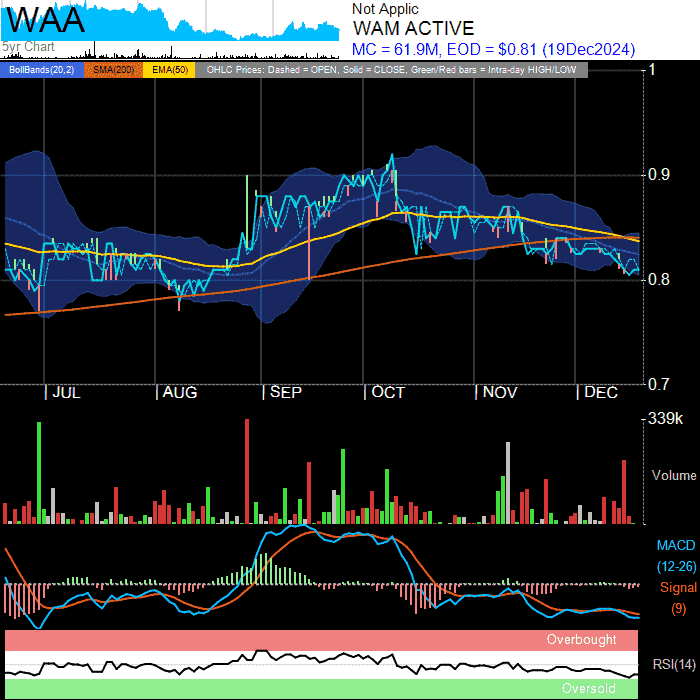 WAA
5yr Chart
Not Applic
WAM ACTIVE
MC = 61.9M, EOD = $0.81 (19Dec2024)
BollBands(20,2) SMA(200) EMA(50) OHLC Prices: Dashed = OPEN, Solid = CLOSE, Green/Red bars = Intra-day HIGH/LOW
1
0.9
0.8
0.7
| JUL | AUG | SEP | OCT | NOV | DEC
339k
Volume
MACD
(12-26)
Signal
(9)
Overbought
RSI(14)
Oversold